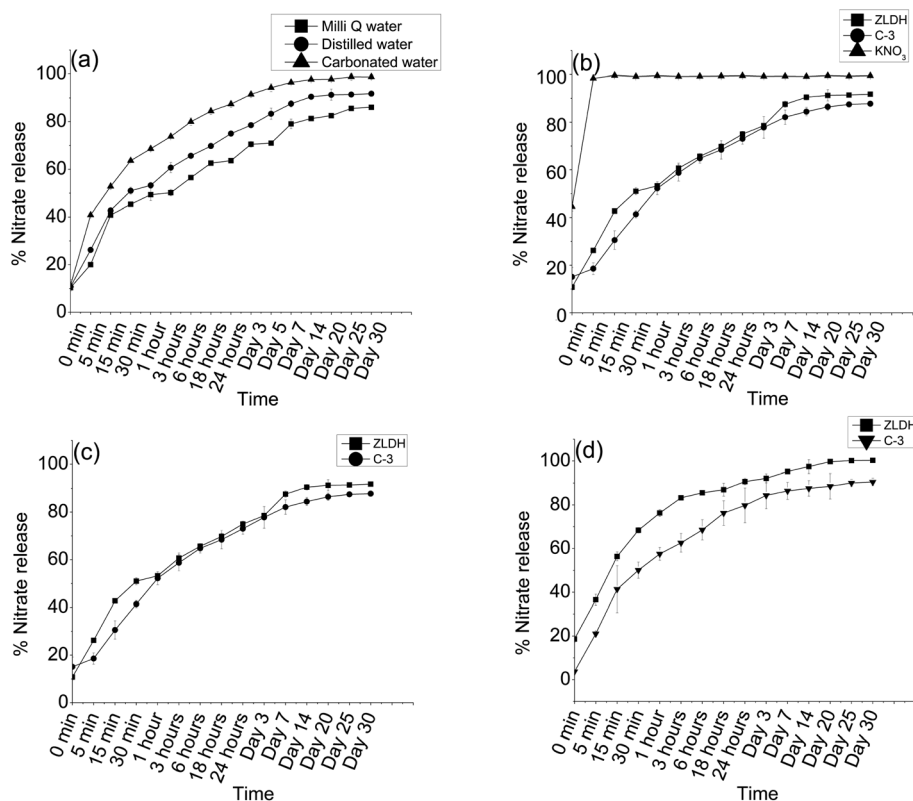 (a)
Milli Q water
Distilled water
Carbonated water
% Nitrate release
100
80
60
40
20
0
0 min
5 min
15 min
30 min
1 hour
3 hours
6 hours
18 hours
24 hours
Day 3
Day 5
Day 7
Day 14
Day 20
Day 25
Day 30
Time
(b)
ZLDH
C-3
KNO3
% Nitrate release
100
80
60
40
20
0
0 min
5 min
15 min
30 min
1 hour
3 hours
6 hours
18 hours
24 hours
Day 3
Day 7
Day 14
Day 20
Day 25
Day 30
Time
(c)
ZLDH
C-3
% Nitrate release
100
80
60
40
20
0
0 min
5 min
15 min
30 min
1 hour
3 hours
6 hours
18 hours
24 hours
Day 3
Day 7
Day 14
Day 20
Day 25
Day 30
Time
(d)
ZLDH
C-3
% Nitrate release
100
80
60
40
20
0
0 min
5 min
15 min
30 min
1 hour
3 hours
6 hours
18 hours
24 hours
Day 3
Day 7
Day 14
Day 20
Day 25
Day 30
Time